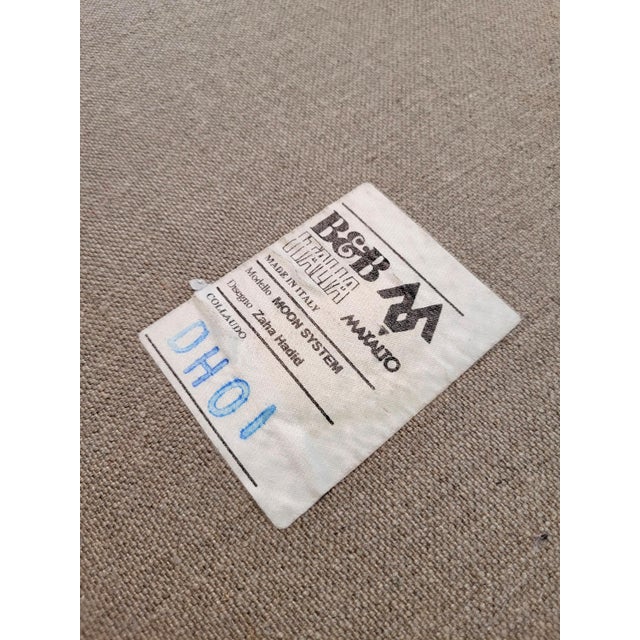 B&B
ITALIA
MAXALTO
MADE IN ITALY
Modello MOON SYSTEM
Disegno Zaha Hadid
COLLAUDO
DH01